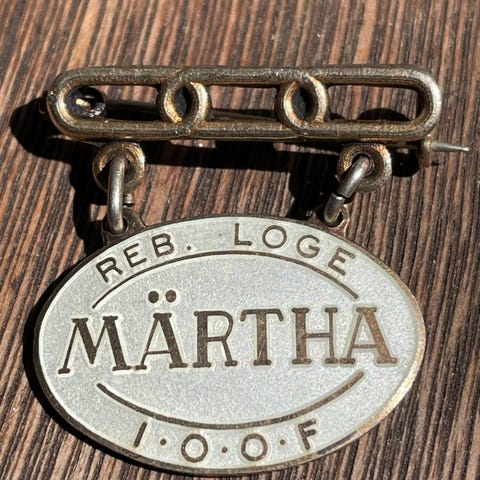 REB. LOGE
MÄRTHA
I·O·O·F